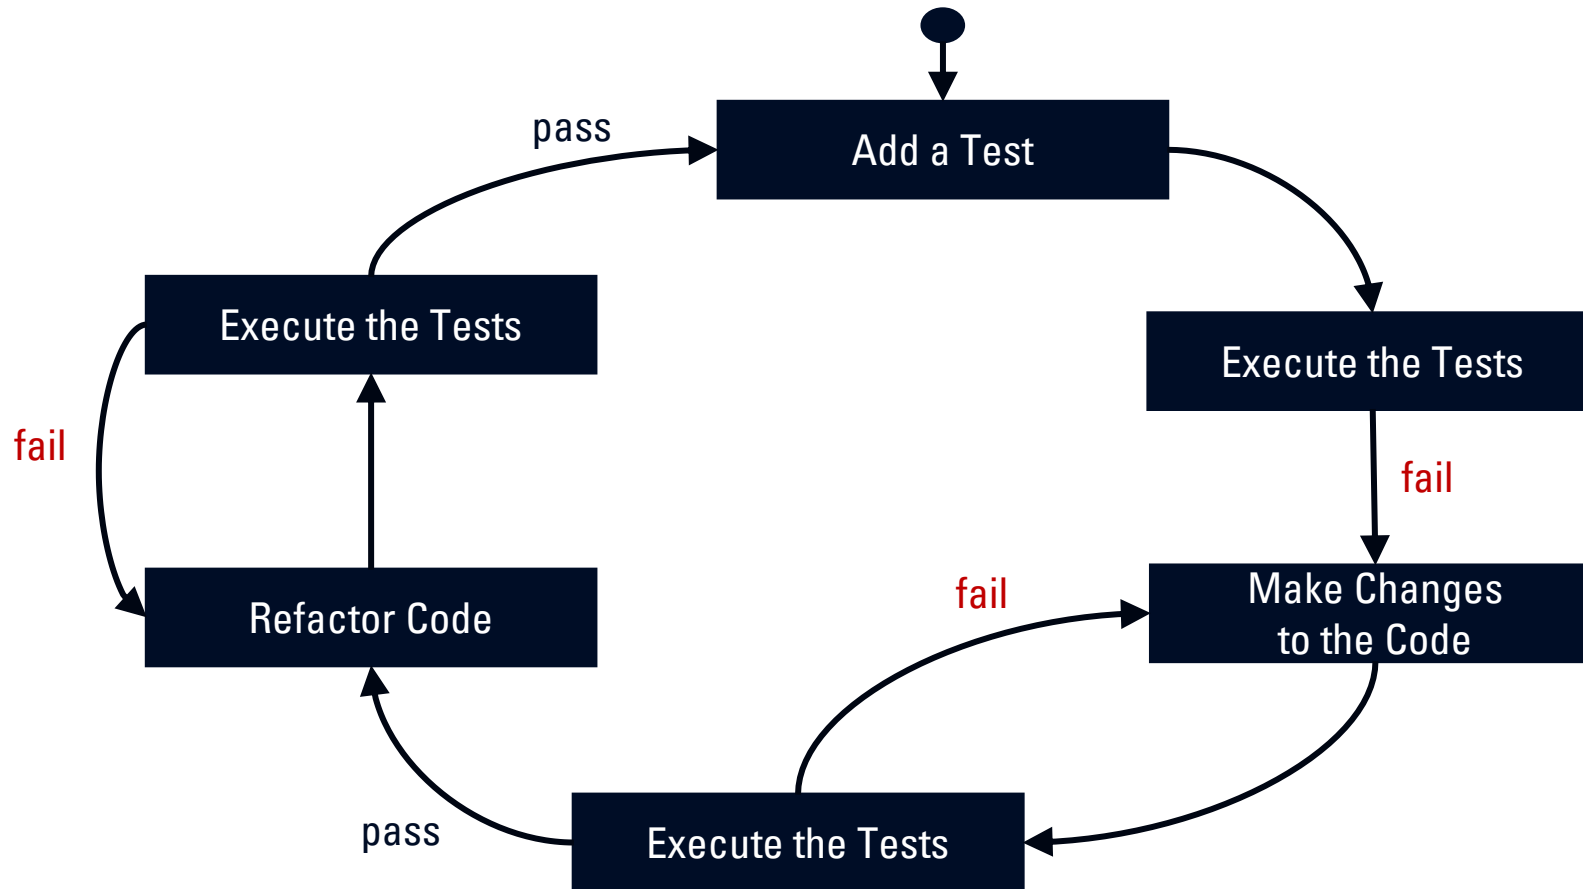 pass
Add a Test
Execute the Tests
Execute the Tests
fail
fail
Make Changes
to the Code
fail
Refactor Code
pass
Execute the Tests